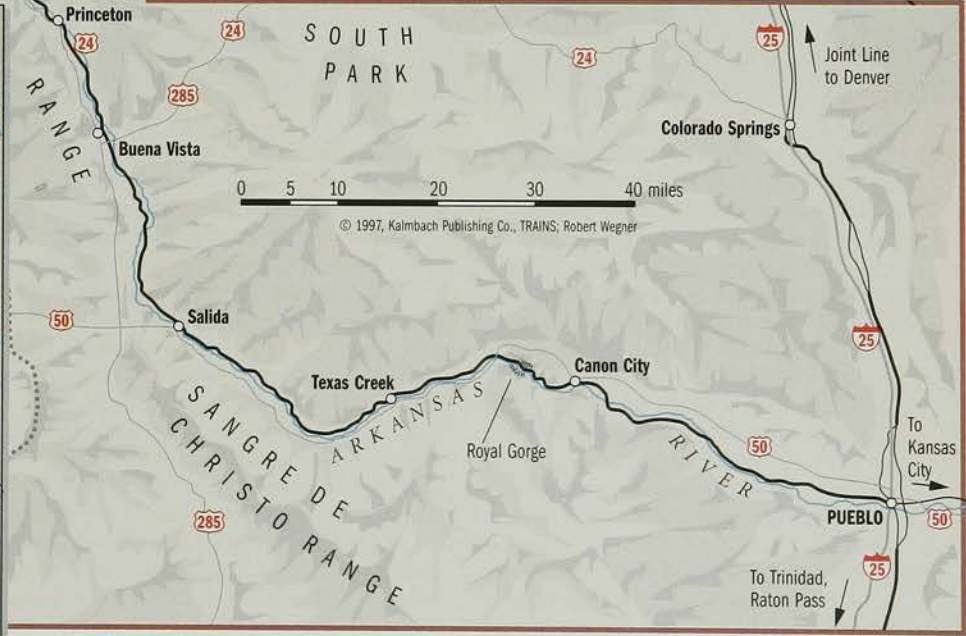 Princeton
24
24
SOUTH
PARK
25
Joint Line
to Denver
24
285
RANGE
Buena Vista
Colorado Springs
0 5 10 20 30 40 miles
© 1997, Kalmbach Publishing Co., TRAINS; Robert Wegner
50
Salida
25
Texas Creek
Canon City
ARKANSAS
RIVER
Royal Gorge
SANGRE DE
CHRISTO RANGE
50
To
Kansas
City
PUEBLO
50
285
25
To Trinidad,
Raton Pass